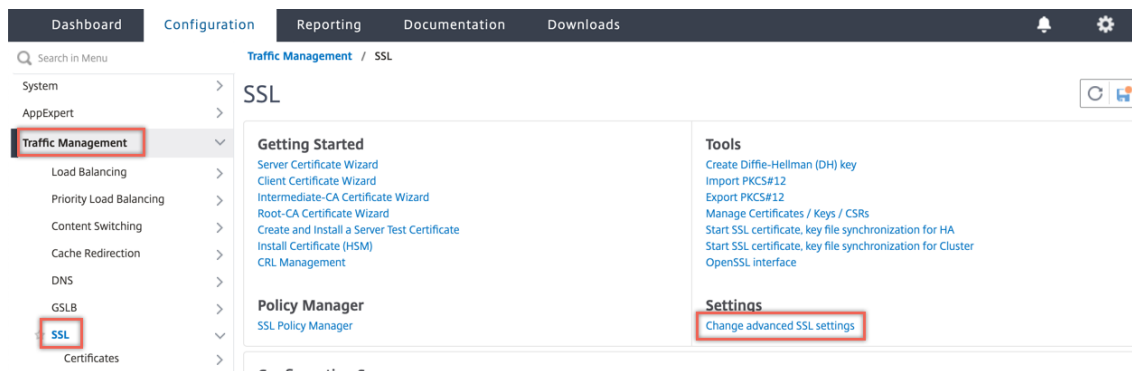 Dashboard Configuration Reporting Documentation Downloads
Search in Menu
Traffic Management / SSL
System
AppExpert
Traffic Management
Load Balancing
Priority Load Balancing
Content Switching
Cache Redirection
DNS
GSLB
SSL
Certificates
SSL
Getting Started
Server Certificate Wizard
Client Certificate Wizard
Intermediate-CA Certificate Wizard
Root-CA Certificate Wizard
Create and Install a Server Test Certificate
Install Certificate (HSM)
CRL Management
Policy Manager
SSL Policy Manager
Tools
Create Diffie-Hellman (DH) key
Import PKCS#12
Export PKCS#12
Manage Certificates / Keys / CSRs
Start SSL certificate, key file synchronization for HA
Start SSL certificate, key file synchronization for Cluster
OpenSSL interface
Settings
Change advanced SSL settings